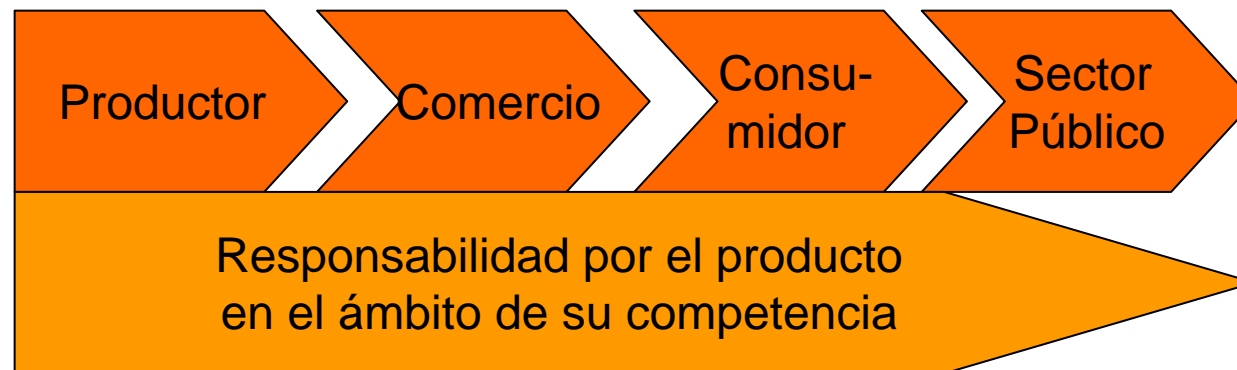 Productor
Comercio
Consu-
midor
Sector
Público
Responsabilidad por el producto
en el ámbito de su competencia